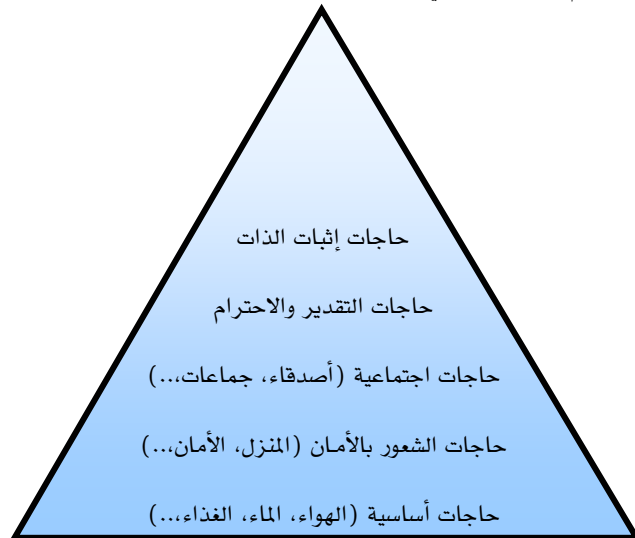 حاجات إثبات الذات
حاجات التقدير والاحترام
حاجات اجتماعية (أصدقاء، جماعات،..)
حاجات الشعور بالأمان (المنزل، الأمان،..)
حاجات أساسية (الهواء، الماء، الغذاء،..)